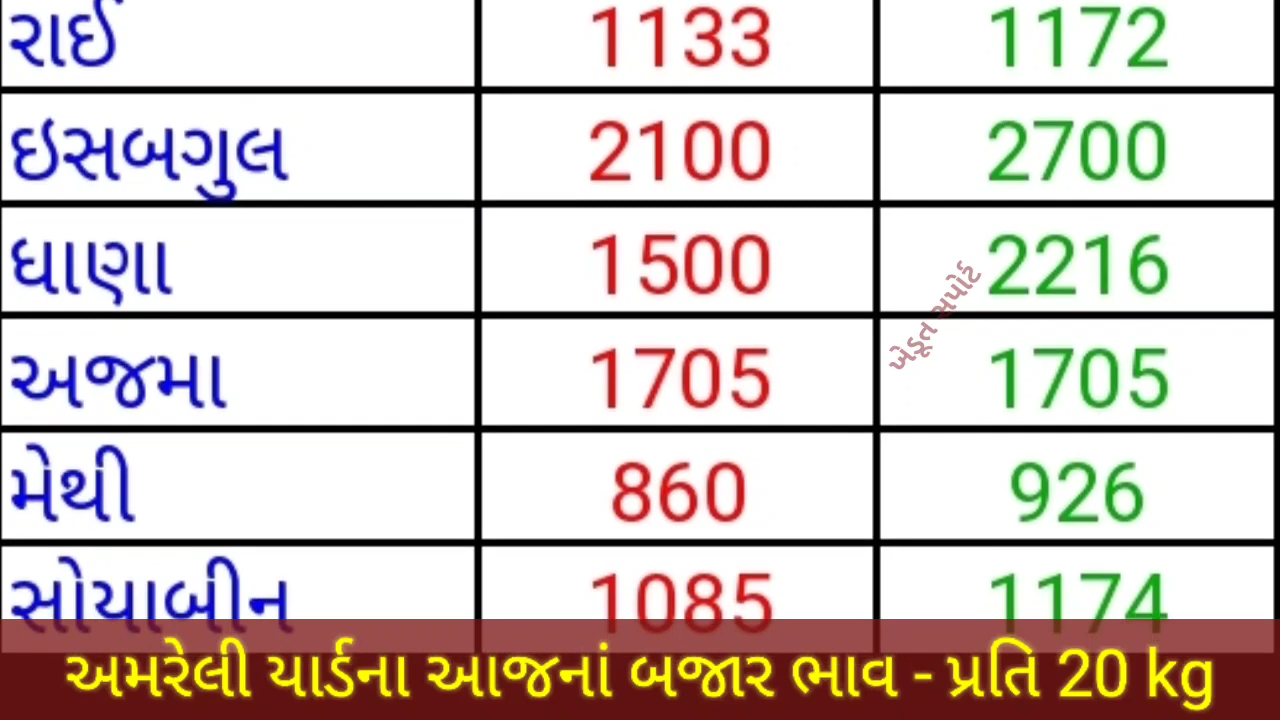 રાઈ 1133 1172
ઇસબગુલ 2100 2700
ધાણા 1500 2216
અજમા 1705 1705
મેથી 860 926
સોયાબીન 1085 1174
ખેડૂત સપોર્ટ
અમરેલી યાર્ડના આજનાં બજાર ભાવ - પ્રતિ 20 kg